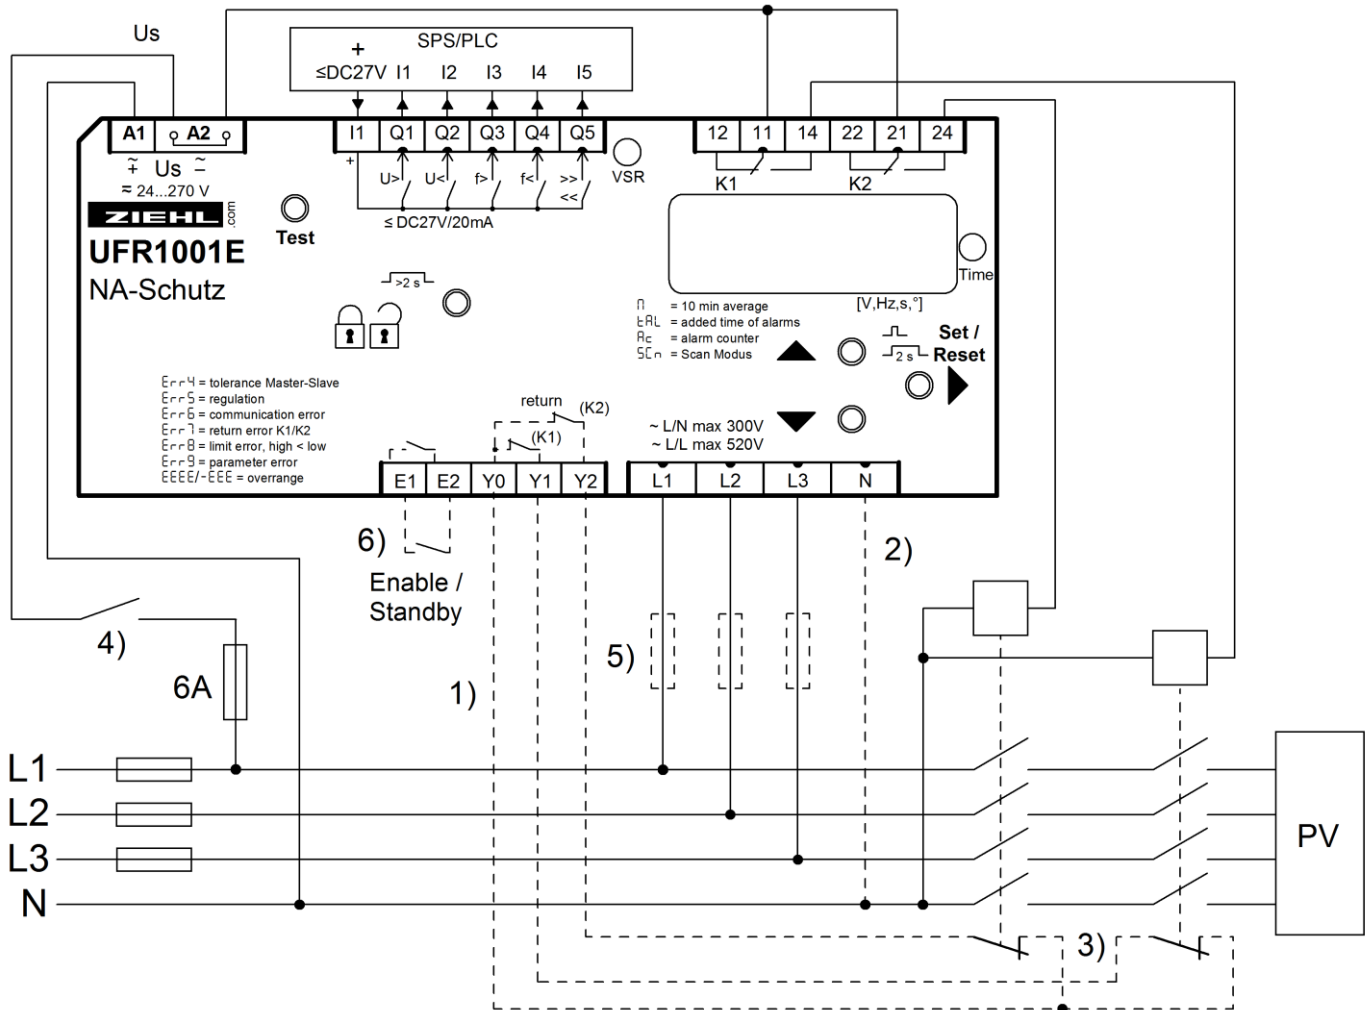 Us
SPS/PLC
+
≤DC27V I1 I2 I3 I4 I5
A1 A2
I1 Q1 Q2 Q3 Q4 Q5
12 11 14 22 21 24
~ + Us ~ −
≂ 24...270 V
+
U> U< f> f< >> <<
VSR
K1 K2
≤ DC27V/20mA
ZIEHL .com
Test
UFR1001E
NA-Schutz
Time
>2 s
[V,Hz,s,°]
n = 10 min average
tAL = added time of alarms
Ac = alarm counter
SCn = Scan Modus
Set /
Reset
2 s
Err4 = tolerance Master-Slave
Err5 = regulation
Err6 = communication error
Err7 = return error K1/K2
Err8 = limit error, high < low
Err9 = parameter error
EEEE/-EEE = overrange
return (K2)
(K1)
~ L/N max 300V
~ L/L max 520V
E1 E2 Y0 Y1 Y2
L1 L2 L3 N
6)
Enable /
Standby
2)
4)
5)
6A
1)
L1
L2
L3
N
PV
3)